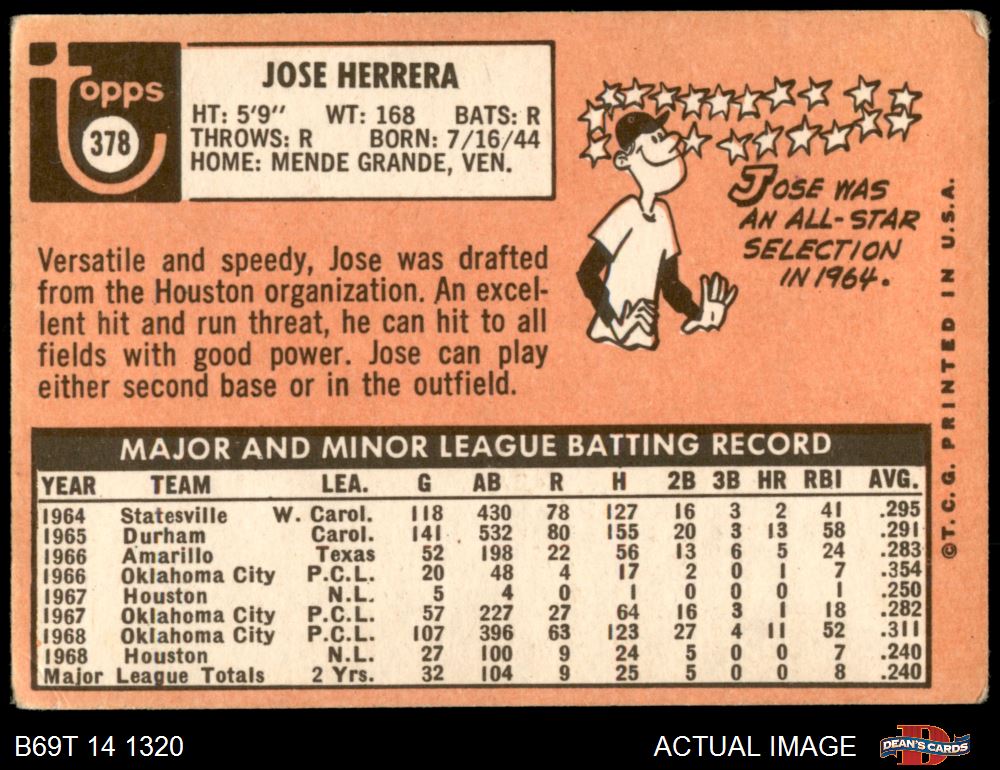 topps
378
JOSE HERRERA
HT: 5'9" WT: 168 BATS: R
THROWS: R BORN: 7/16/44
HOME: MENDE GRANDE, VEN.
JOSE WAS
AN ALL-STAR
SELECTION
IN 1964.
Versatile and speedy, Jose was drafted
from the Houston organization. An excel-
lent hit and run threat, he can hit to all
fields with good power. Jose can play
either second base or in the outfield.
MAJOR AND MINOR LEAGUE BATTING RECORD
YEAR TEAM LEA. G AB R H 2B 3B HR RBI AVG.
1964 Statesville W. Carol. 118 430 78 127 16 3 2 41 .295
1965 Durham Carol. 141 532 80 155 20 3 13 58 .291
1966 Amarillo Texas 52 198 22 56 13 6 5 24 .283
1966 Oklahoma City P.C.L. 20 48 4 17 2 0 1 7 .354
1967 Houston N.L. 5 4 0 1 0 0 0 1 .250
1967 Oklahoma City P.C.L. 57 227 27 64 16 3 1 18 .282
1968 Oklahoma City P.C.L. 107 396 63 123 27 4 11 52 .311
1968 Houston N.L. 27 100 9 24 5 0 0 7 .240
Major League Totals 2 Yrs. 32 104 9 25 5 0 0 8 .240
©T.C.G. PRINTED IN U.S.A.
B69T 14 1320
ACTUAL IMAGE
D
DEAN'S CARDS